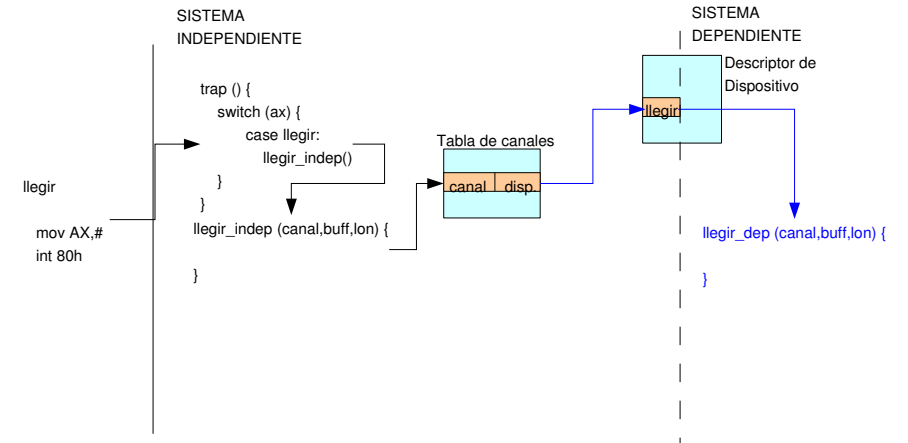 SISTEMA
INDEPENDIENTE
SISTEMA
DEPENDIENTE
Descriptor de
Dispositivo
trap () {
switch (ax) {
case llegir:
llegir_indep()
}
}
llegir_indep (canal,buff,lon) {
}
llegir
mov AX,#
int 80h
Tabla de canales
canal disp.
llegir
llegir_dep (canal,buff,lon) {
}